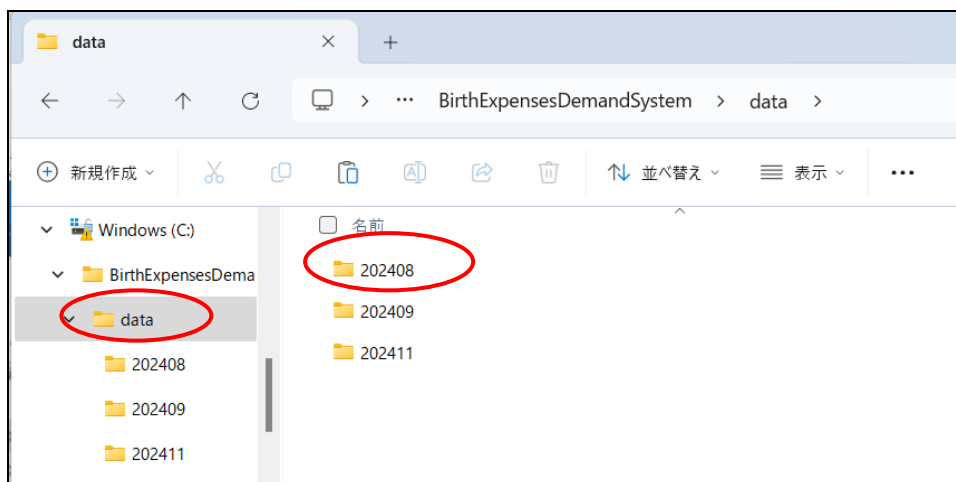 data
BirthExpensesDemandSystem > data >
新規作成 並べ替え 表示
Windows (C:)
BirthExpensesDema
data
202408
202409
202411
名前
202408
202409
202411